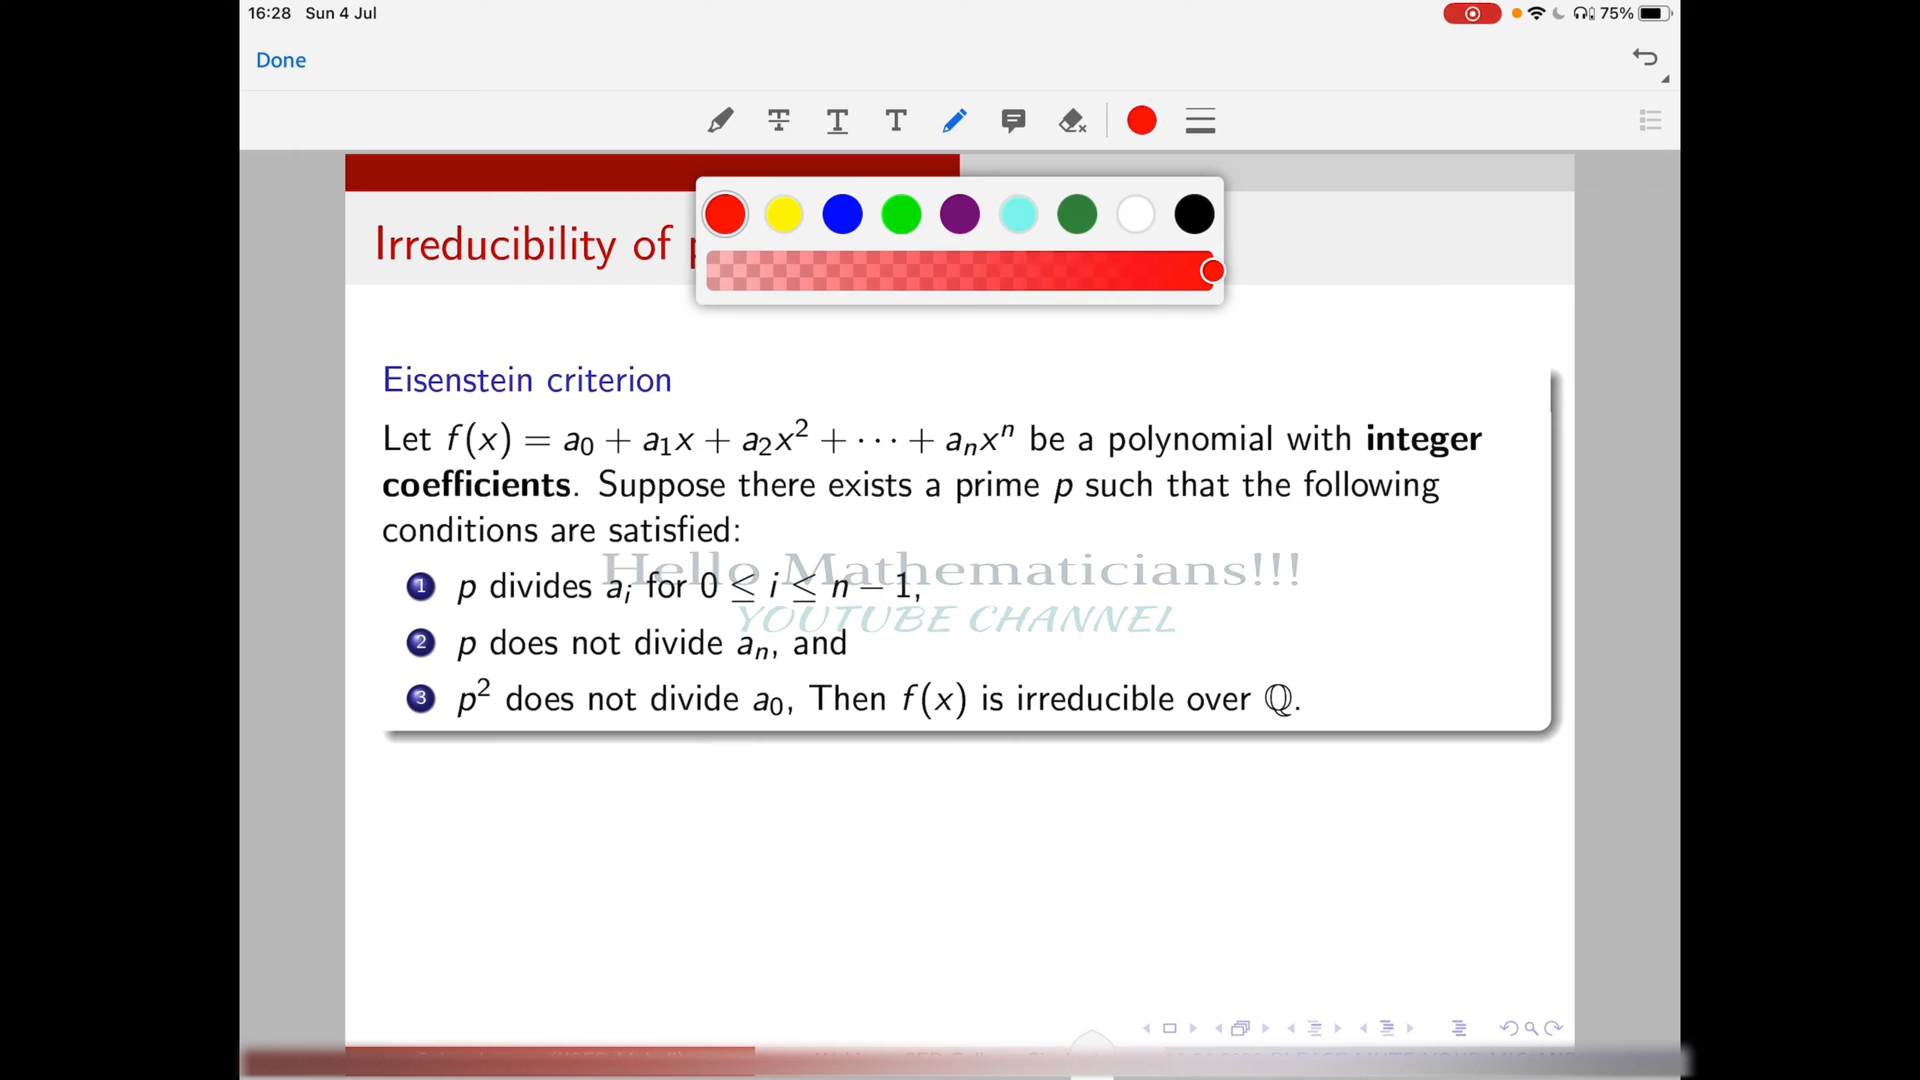 16:28 Sun 4 Jul
75%
Done
Irreducibility of
Eisenstein criterion
Let f(x) = a₀ + a₁x + a₂x² + ⋯ + aₙxⁿ be a polynomial with integer
coefficients. Suppose there exists a prime p such that the following
conditions are satisfied:
Hello Mathematicians!!!
1 p divides aᵢ for 0 ≤ i ≤ n − 1,
YOUTUBE CHANNEL
2 p does not divide aₙ, and
3 p² does not divide a₀, Then f(x) is irreducible over ℚ.